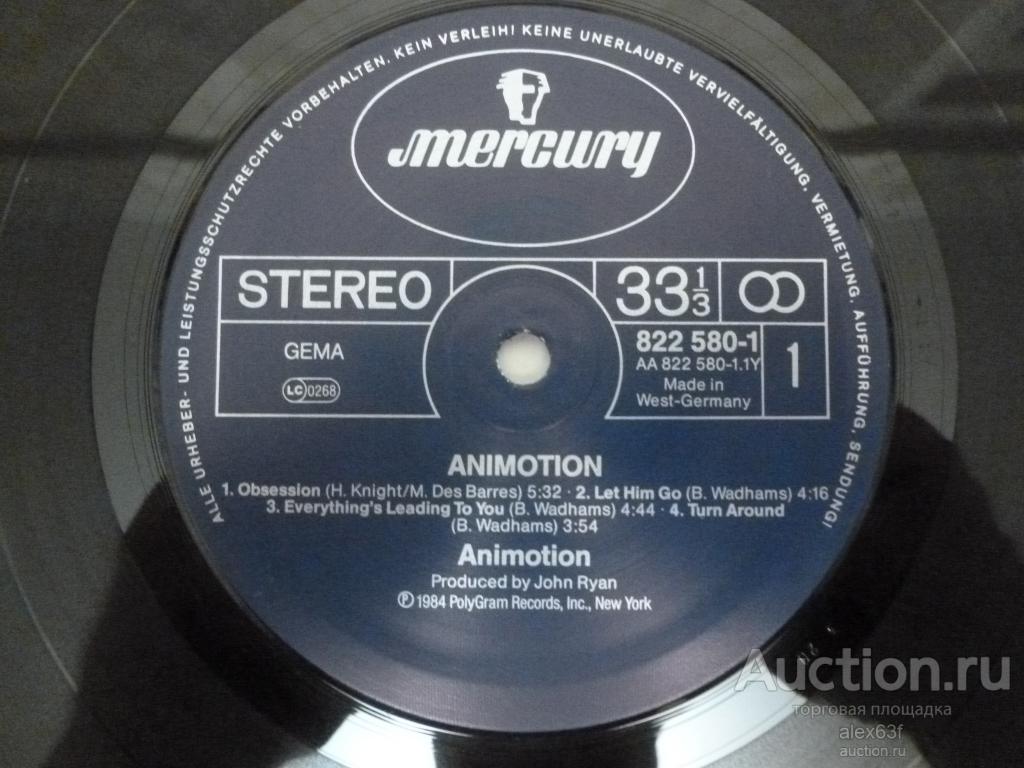 ALLE URHEBER- UND LEISTUNGSSCHUTZRECHTE VORBEHALTEN. KEIN VERLEIH! KEINE UNERLAUBTE VERVIELFÄLTIGUNG, VERMIETUNG, AUFFÜHRUNG, SENDUNG!
mercury
STEREO
33 1/3
GEMA
LC 0268
822 580-1
AA 822 580-1.1Y
Made in
West-Germany
1
ANIMOTION
1. Obsession (H. Knight/M. Des Barres) 5:32 · 2. Let Him Go (B. Wadhams) 4:16
3. Everything's Leading To You (B. Wadhams) 4:44 · 4. Turn Around
(B. Wadhams) 3:54
Animotion
Produced by John Ryan
℗ 1984 PolyGram Records, Inc., New York
Auction.ru
торговая площадка
alex63f
auction.ru